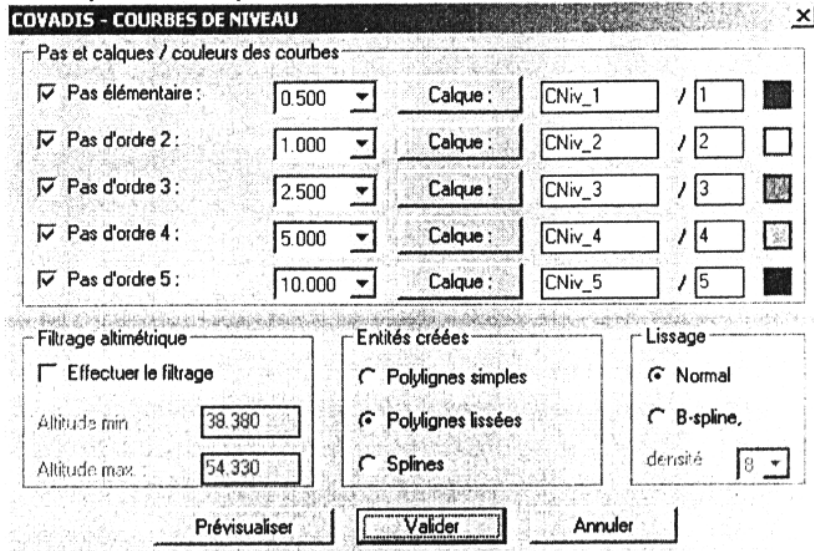 COVADIS - COURBES DE NIVEAU
Pas et calques / couleurs des courbes
Pas élémentaire : 0.500 Calque : CNiv_1 / 1
Pas d'ordre 2 : 1.000 Calque : CNiv_2 / 2
Pas d'ordre 3 : 2.500 Calque : CNiv_3 / 3
Pas d'ordre 4 : 5.000 Calque : CNiv_4 / 4
Pas d'ordre 5 : 10.000 Calque : CNiv_5 / 5
Filtrage altimétrique
Effectuer le filtrage
Altitude min 38.380
Altitude max : 54.330
Entités créées
Polylignes simples
Polylignes lissées
Splines
Lissage
Normal
B-spline,
densité 8
Prévisualiser Valider Annuler